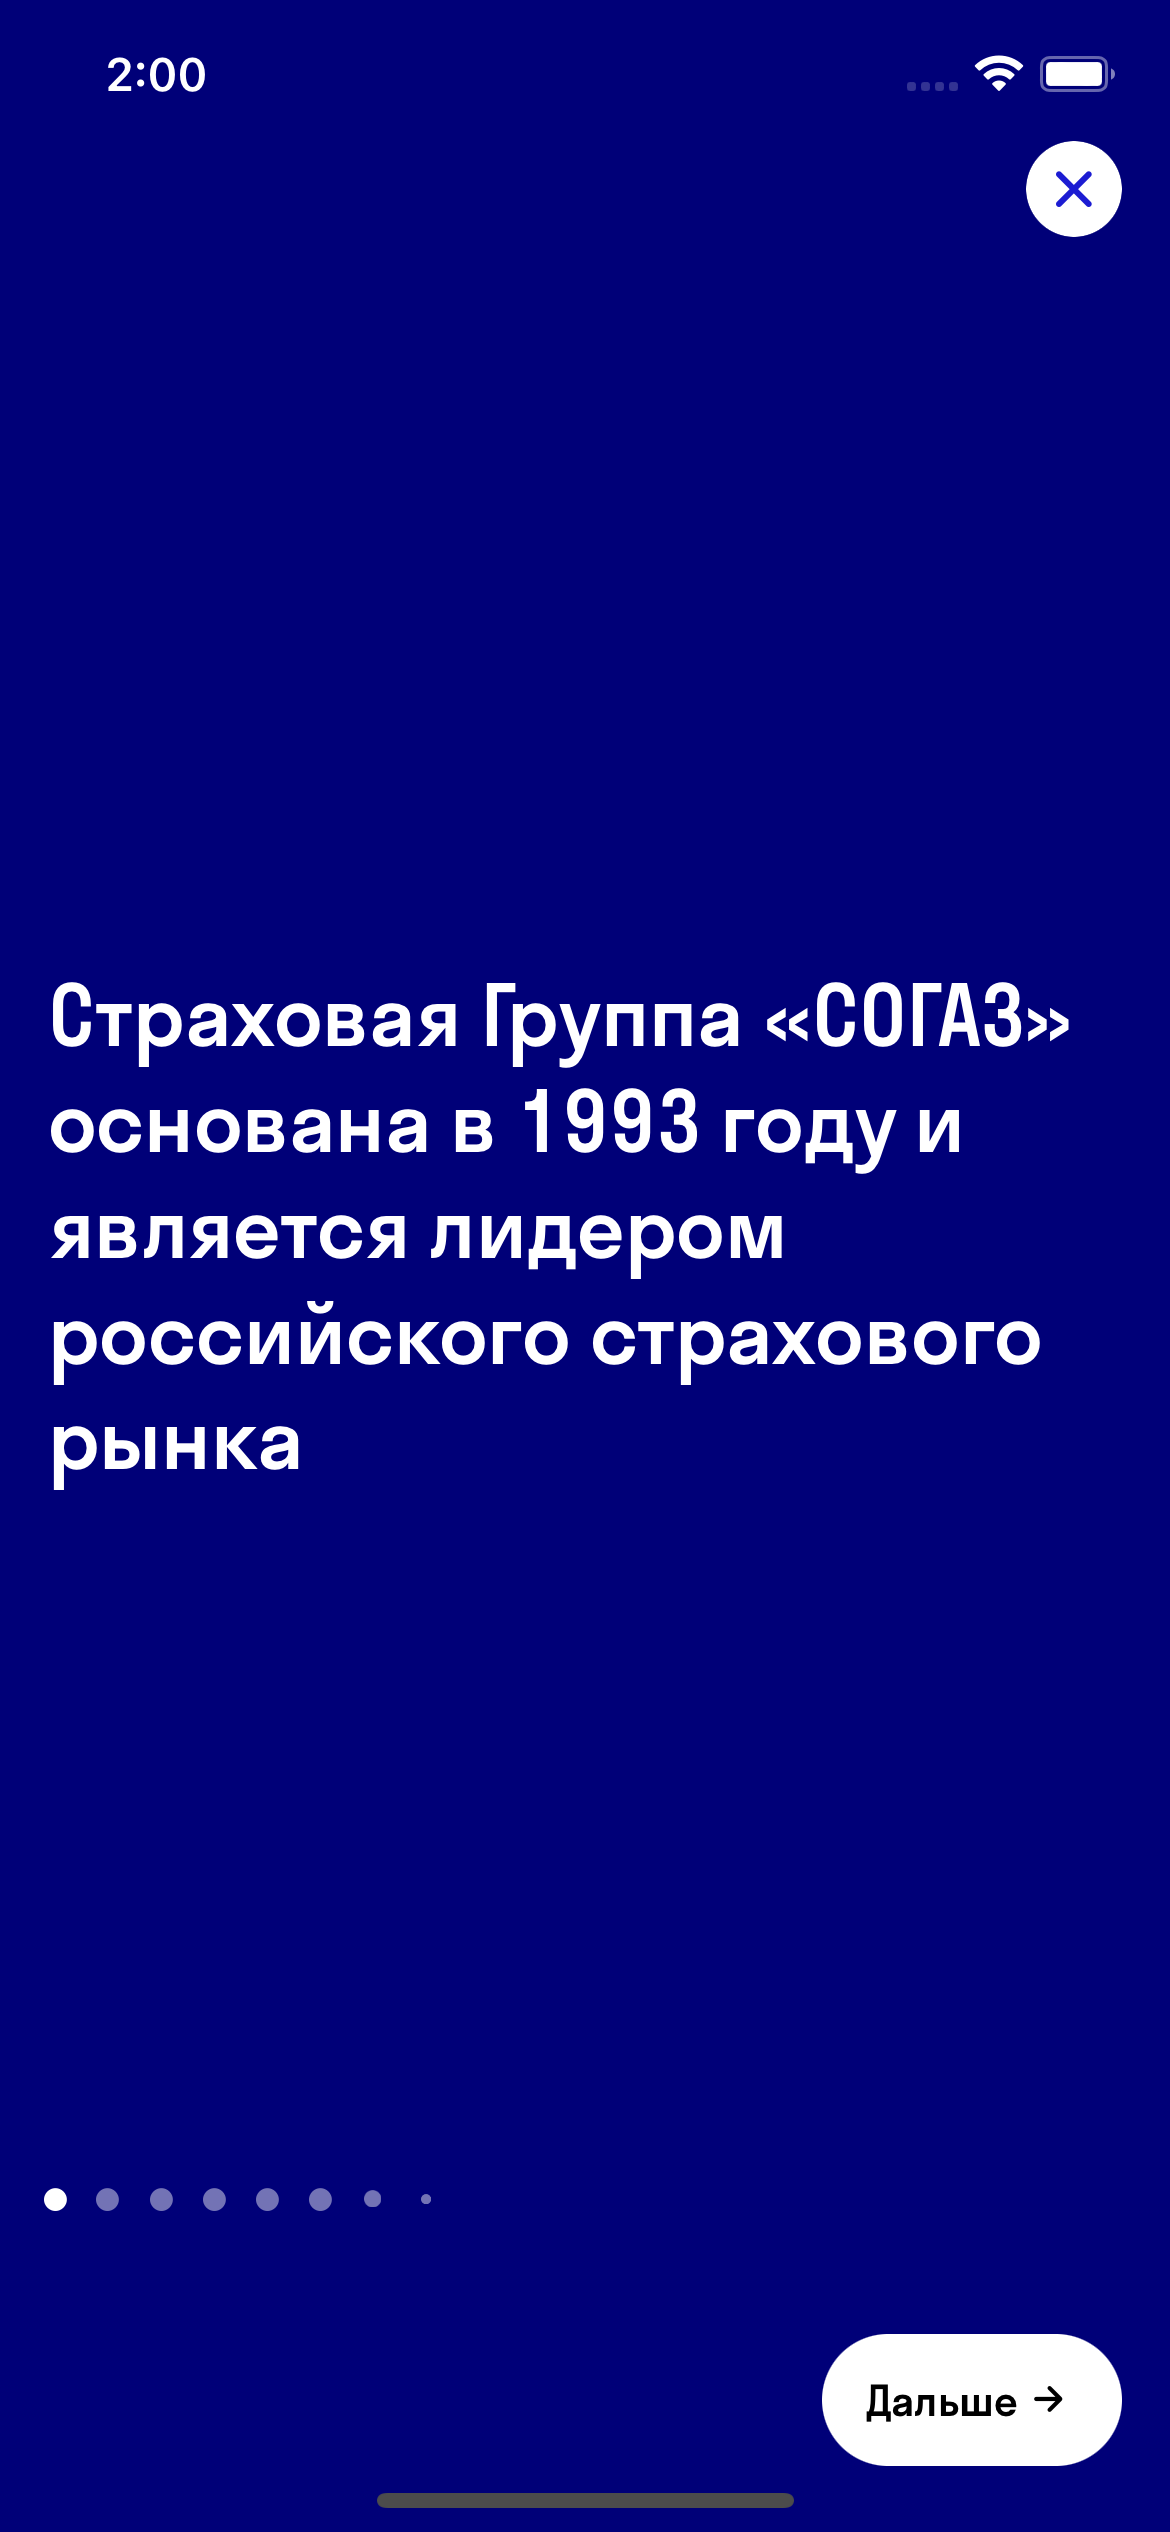 2:00
Страховая Группа «СОГАЗ»
основана в 1993 году и
является лидером
российского страхового
рынка
Дальше →